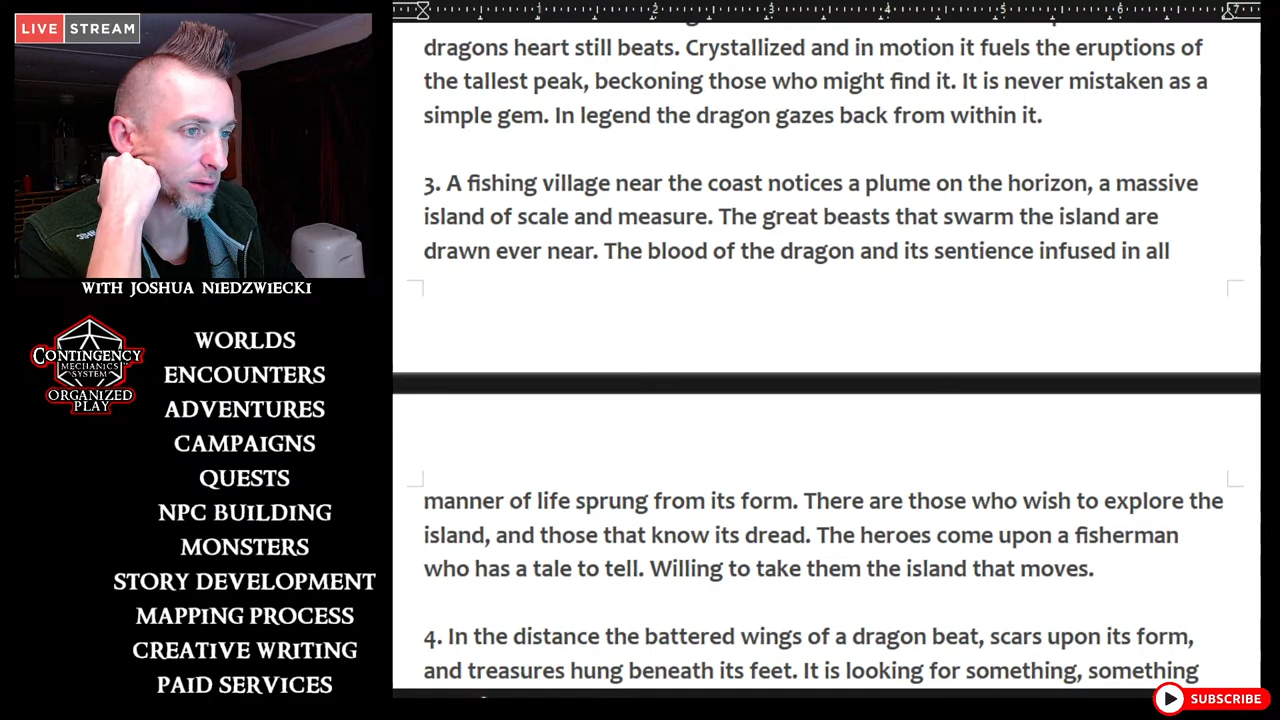 LIVE STREAM
WITH JOSHUA NIEDZWIECKI
CONTINGENCY
MECHANICS
SYSTEM
ORGANIZED
PLAY
WORLDS
ENCOUNTERS
ADVENTURES
CAMPAIGNS
QUESTS
NPC BUILDING
MONSTERS
STORY DEVELOPMENT
MAPPING PROCESS
CREATIVE WRITING
PAID SERVICES
1 2 3 4 5 6 7
dragons heart still beats. Crystallized and in motion it fuels the eruptions of
the tallest peak, beckoning those who might find it. It is never mistaken as a
simple gem. In legend the dragon gazes back from within it.
3. A fishing village near the coast notices a plume on the horizon, a massive
island of scale and measure. The great beasts that swarm the island are
drawn ever near. The blood of the dragon and its sentience infused in all
manner of life sprung from its form. There are those who wish to explore the
island, and those that know its dread. The heroes come upon a fisherman
who has a tale to tell. Willing to take them the island that moves.
4. In the distance the battered wings of a dragon beat, scars upon its form,
and treasures hung beneath its feet. It is looking for something, something
SUBSCRIBE